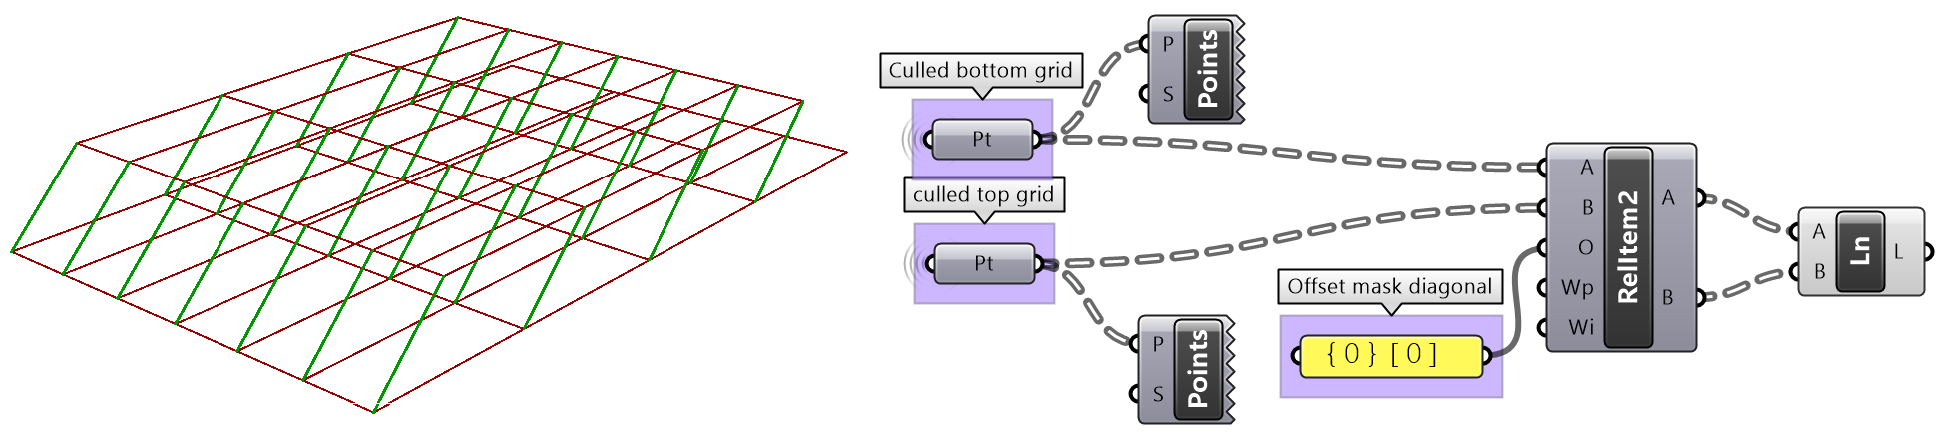 Culled bottom grid
Pt
P
S
Points
culled top grid
Pt
P
S
Points
Offset mask diagonal
{0}[0]
A
B
O
Wp
Wi
RelItem2
A
B
A
B
Ln
L